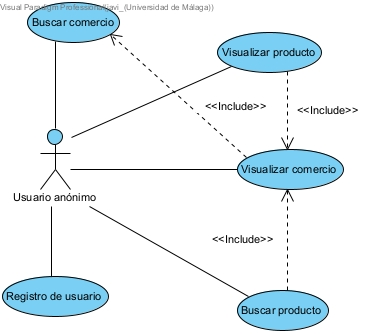 Visual Paradigm Professional(javi_(Universidad de Málaga))
Buscar comercio
Visualizar producto
<<Include>>
<<Include>>
Visualizar comercio
Usuario anónimo
<<Include>>
Registro de usuario
Buscar producto